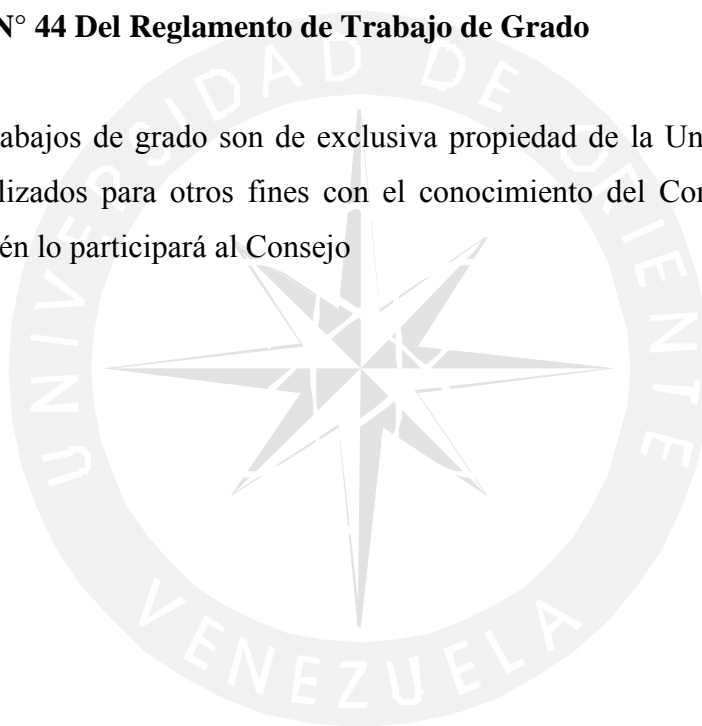 N° 44 Del Reglamento de Trabajo de Grado
abajos de grado son de exclusiva propiedad de la Un
lizados para otros fines con el conocimiento del Con
én lo participará al Consejo
UNIVERSIDAD DE ORIENTE
VENEZUELA